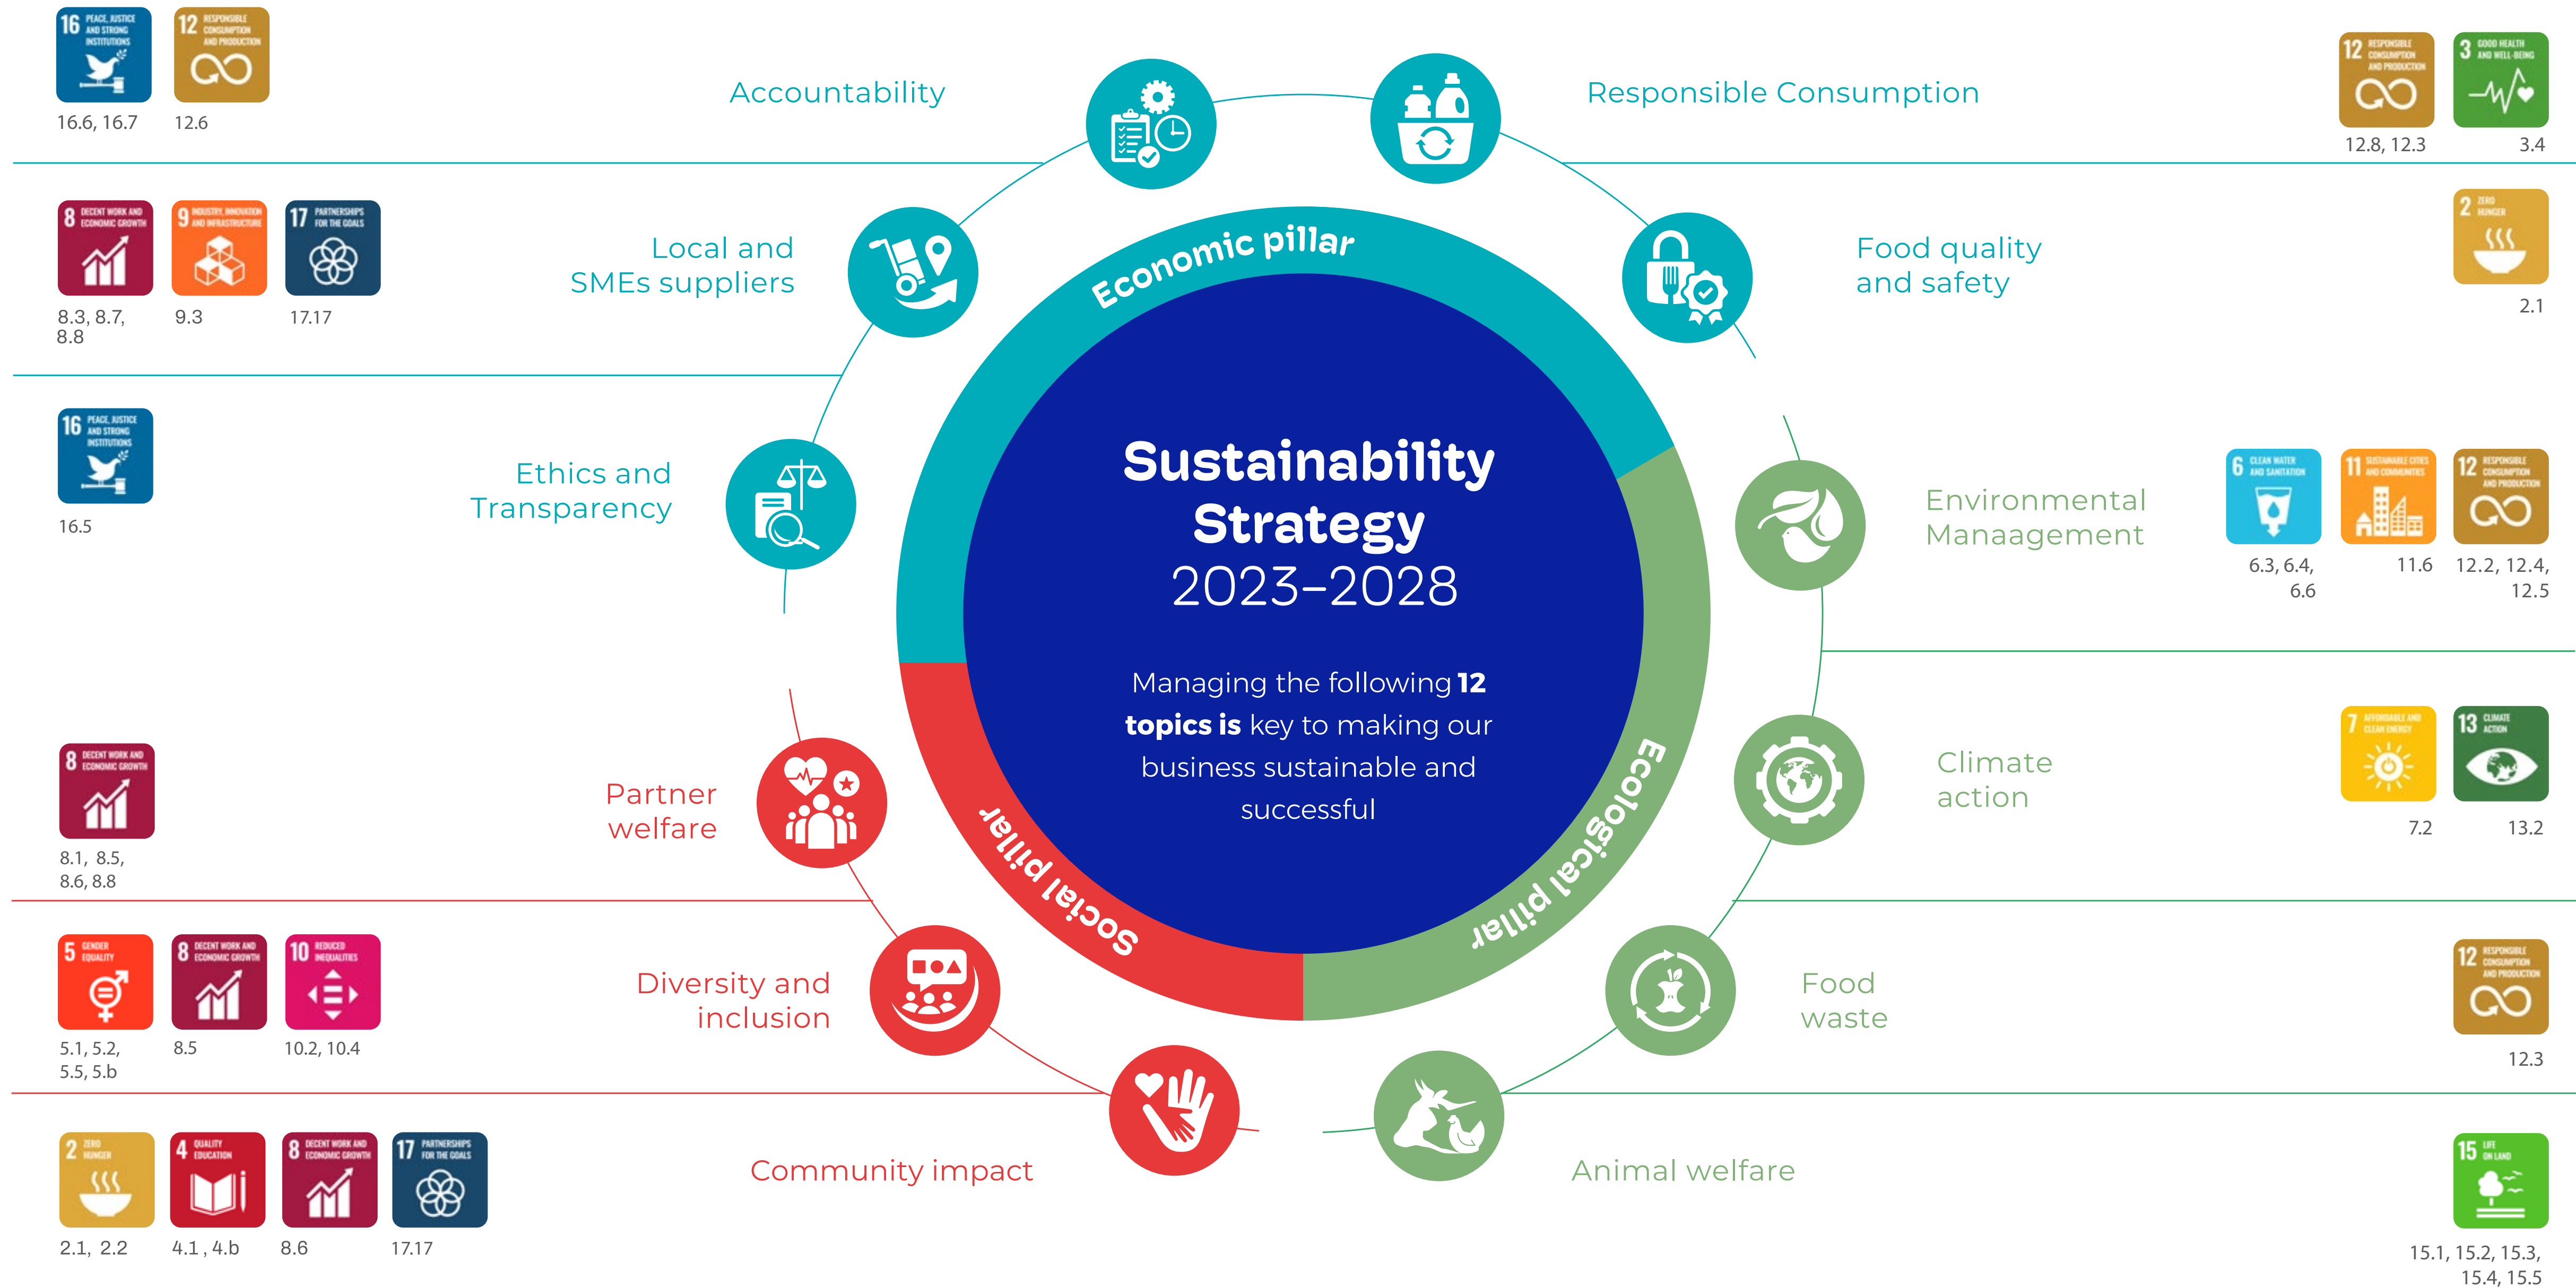 16 PEACE, JUSTICE
AND STRONG
INSTITUTIONS
16.6, 16.7
12 RESPONSIBLE
CONSUMPTION
AND PRODUCTION
12.6
Accountability
Responsible Consumption
12 RESPONSIBLE
CONSUMPTION
AND PRODUCTION
12.8, 12.3
3 GOOD HEALTH
AND WELL-BEING
3.4
8 DECENT WORK AND
ECONOMIC GROWTH
8.3, 8.7,
8.8
9 INDUSTRY, INNOVATION
AND INFRASTRUCTURE
9.3
17 PARTNERSHIPS
FOR THE GOALS
17.17
Local and
SMEs suppliers
Food quality
and safety
2 ZERO
HUNGER
2.1
16 PEACE, JUSTICE
AND STRONG
INSTITUTIONS
16.5
Ethics and
Transparency
Economic pillar
Sustainability
Strategy
2023–2028
Managing the following 12
topics is key to making our
business sustainable and
successful
Environmental
Manaagement
6 CLEAN WATER
AND SANITATION
6.3, 6.4,
6.6
11 SUSTAINABLE CITIES
AND COMMUNITIES
11.6
12 RESPONSIBLE
CONSUMPTION
AND PRODUCTION
12.2, 12.4,
12.5
8 DECENT WORK AND
ECONOMIC GROWTH
8.1, 8.5,
8.6, 8.8
Partner
welfare
Social pillar
Ecological pillar
Climate
action
7 AFFORDABLE AND
CLEAN ENERGY
7.2
13 CLIMATE
ACTION
13.2
5 GENDER
EQUALITY
5.1, 5.2,
5.5, 5.b
8 DECENT WORK AND
ECONOMIC GROWTH
8.5
10 REDUCED
INEQUALITIES
10.2, 10.4
Diversity and
inclusion
Food
waste
12 RESPONSIBLE
CONSUMPTION
AND PRODUCTION
12.3
2 ZERO
HUNGER
2.1, 2.2
4 QUALITY
EDUCATION
4.1 , 4.b
8 DECENT WORK AND
ECONOMIC GROWTH
8.6
17 PARTNERSHIPS
FOR THE GOALS
17.17
Community impact
Animal welfare
15 LIFE
ON LAND
15.1, 15.2, 15.3,
15.4, 15.5